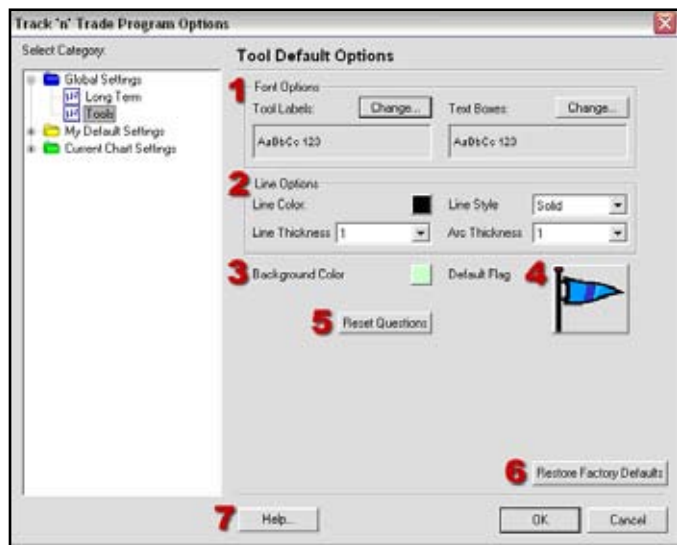 Track 'n' Trade Program Options
Select Category:
Global Settings
Long Term
Tools
My Default Settings
Current Chart Settings
Tool Default Options
1
Font Options
Tool Labels:
Change...
Text Boxes:
Change...
AaBbCc 123
AaBbCc 123
2
Line Options
Line Color:
Line Style
Solid
Line Thickness
1
Arc Thickness
1
3
Background Color
Default Flag
4
5
Reset Questions
6
Restore Factory Defaults
7
Help...
OK
Cancel